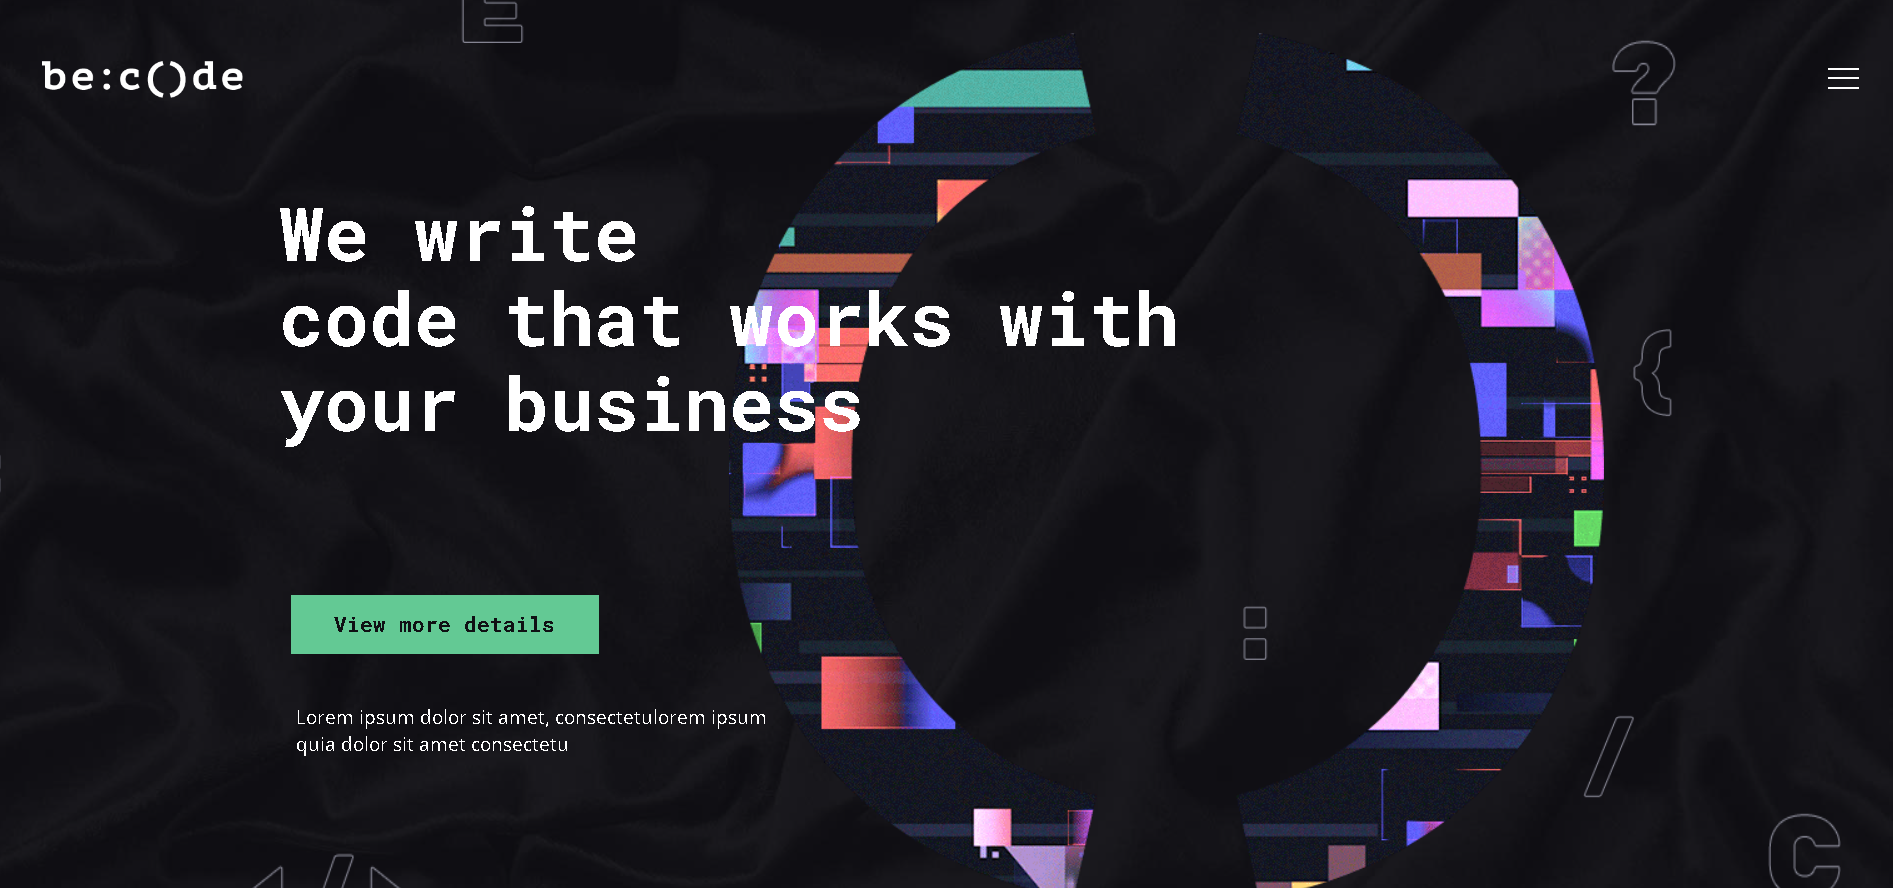 E
be:c()de
?
We write
code that works with
{
your business
:
View more details
Lorem ipsum dolor sit amet, consectetulorem ipsum
quia dolor sit amet consectetu
/
C
</>